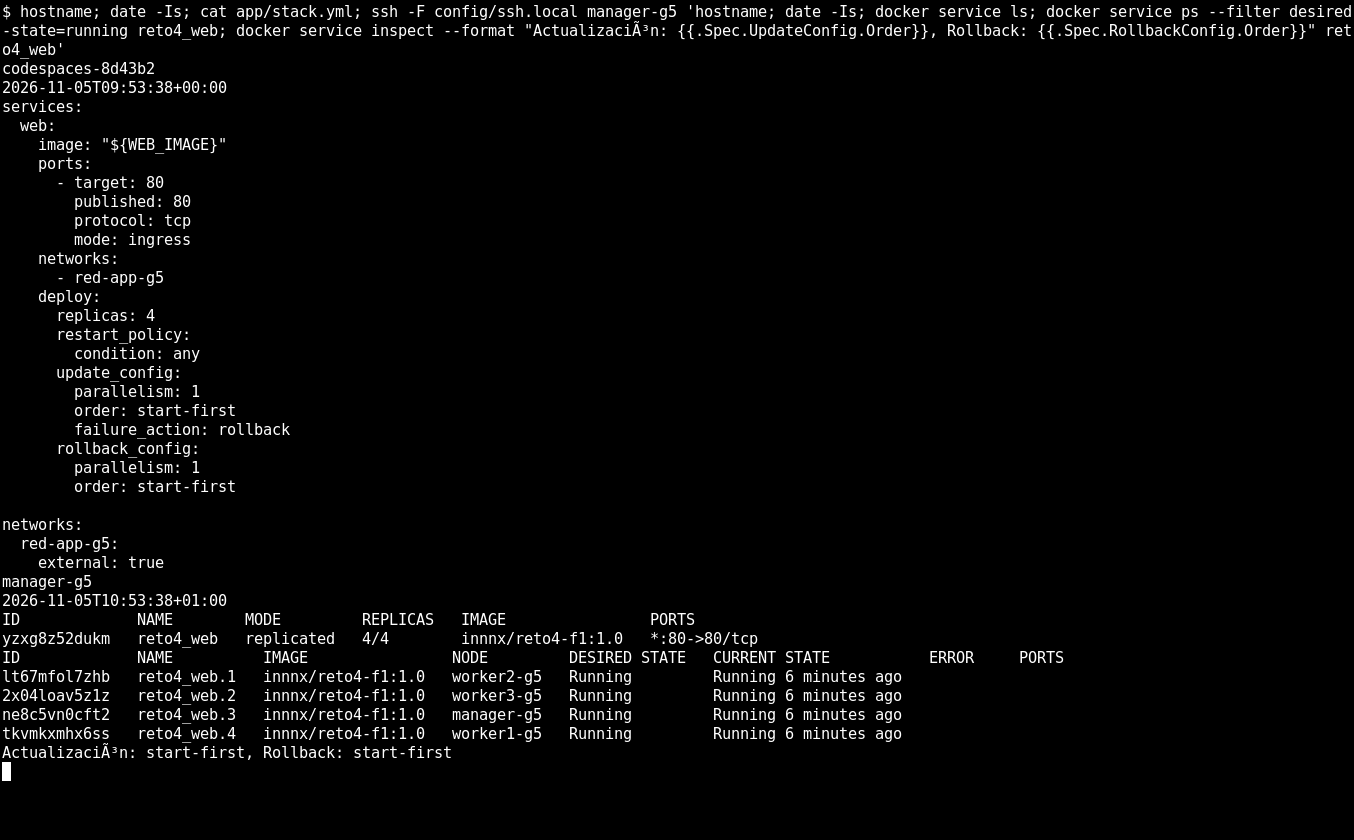 $ hostname; date -Is; cat app/stack.yml; ssh -F config/ssh.local manager-g5 'hostname; date -Is; docker service ls; docker service ps --filter desired
-state=running reto4_web; docker service inspect --format "ActualizaciÃ³n: {{.Spec.UpdateConfig.Order}}, Rollback: {{.Spec.RollbackConfig.Order}}" ret
o4_web'
codespaces-8d43b2
2026-11-05T09:53:38+00:00
services:
  web:
    image: "${WEB_IMAGE}"
    ports:
      - target: 80
        published: 80
        protocol: tcp
        mode: ingress
    networks:
      - red-app-g5
    deploy:
      replicas: 4
      restart_policy:
        condition: any
      update_config:
        parallelism: 1
        order: start-first
        failure_action: rollback
      rollback_config:
        parallelism: 1
        order: start-first

networks:
  red-app-g5:
    external: true
manager-g5
2026-11-05T10:53:38+01:00
ID             NAME        MODE         REPLICAS   IMAGE                PORTS
yzxg8z52dukm   reto4_web   replicated   4/4        innnx/reto4-f1:1.0   *:80->80/tcp
ID             NAME          IMAGE                NODE         DESIRED STATE   CURRENT STATE           ERROR     PORTS
lt67mfol7zhb   reto4_web.1   innnx/reto4-f1:1.0   worker2-g5   Running         Running 6 minutes ago
2x04loav5z1z   reto4_web.2   innnx/reto4-f1:1.0   worker3-g5   Running         Running 6 minutes ago
ne8c5vn0cft2   reto4_web.3   innnx/reto4-f1:1.0   manager-g5   Running         Running 6 minutes ago
tkvmkxmhx6ss   reto4_web.4   innnx/reto4-f1:1.0   worker1-g5   Running         Running 6 minutes ago
ActualizaciÃ³n: start-first, Rollback: start-first